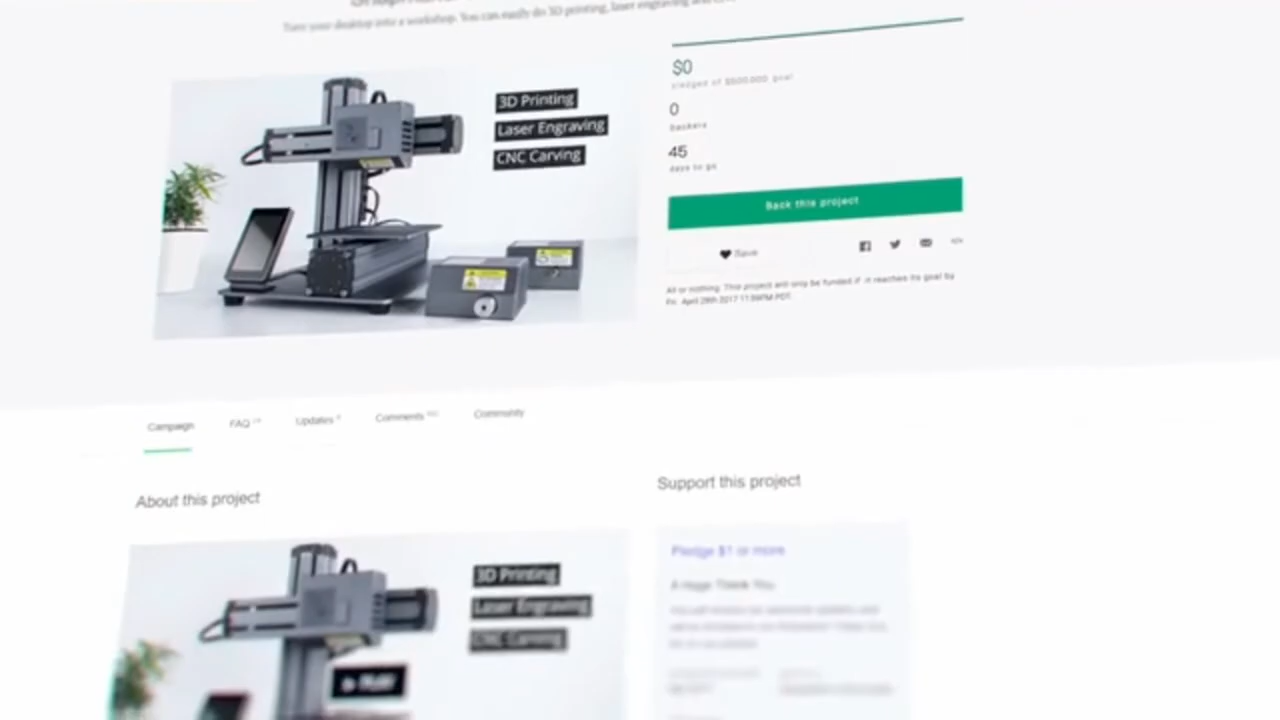 Turn your desktop into a workshop. You can easily do 3D printing, laser engraving and
3D Printing
Laser Engraving
CNC Carving
$0
pledged of $500,000 goal
0
backers
45
days to go
Back this project
Save
All or nothing. This project will only be funded if it reaches its goal by
Fri, April 28th 2017 11:59PM PDT.
Campaign
FAQ
Updates
Comments
Community
About this project
Support this project
3D Printing
Laser Engraving
CNC Carving
PLAY
Pledge $1 or more
A Huge Thank You